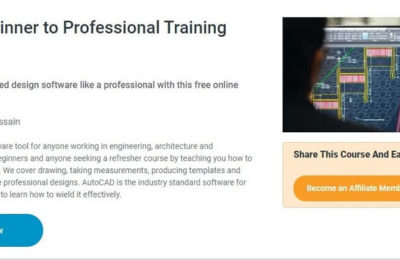 inner to Professional Training
ed design software like a professional with this free online
ssain
ware tool for anyone working in engineering, architecture and
eginners and anyone seeking a refresher course by teaching you how to
We cover drawing, taking measurements, producing templates and
e professional designs. AutoCAD is the industry standard software for
to learn how to wield it effectively.
Share This Course And Ea
Become an Affiliate Memb